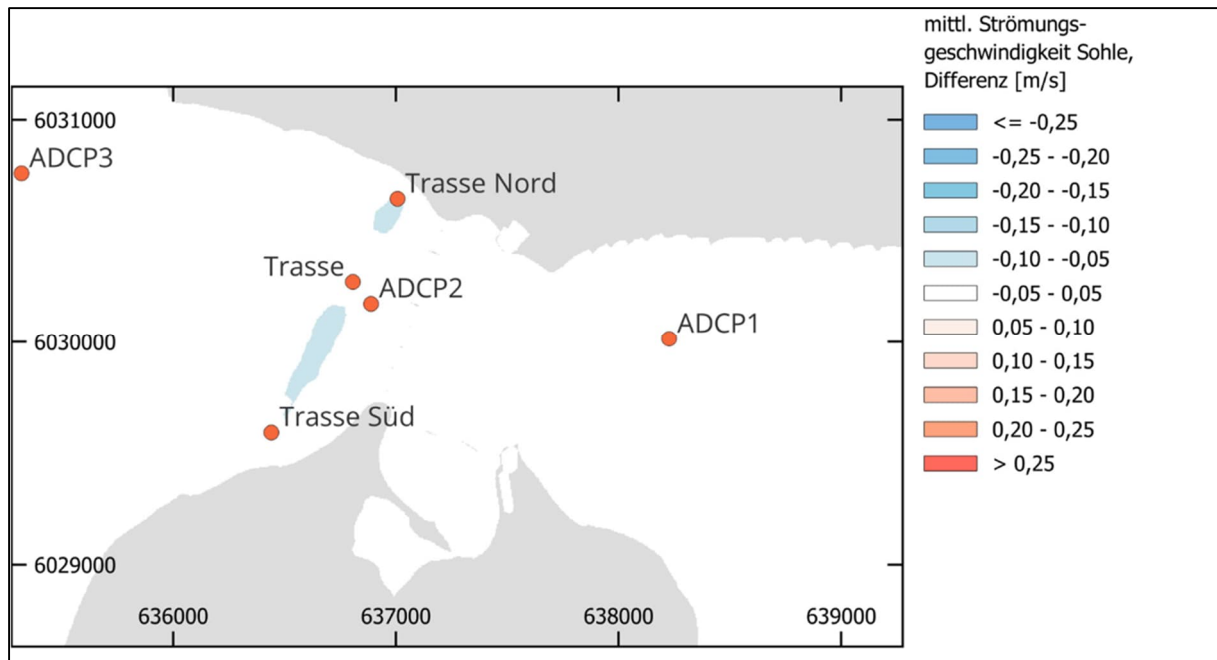 mittl. Strömungs-
geschwindigkeit Sohle,
Differenz [m/s]
<= -0,25
-0,25 - -0,20
-0,20 - -0,15
-0,15 - -0,10
-0,10 - -0,05
-0,05 - 0,05
0,05 - 0,10
0,10 - 0,15
0,15 - 0,20
0,20 - 0,25
> 0,25
6031000
ADCP3
Trasse Nord
Trasse
ADCP2
ADCP1
6030000
Trasse Süd
6029000
636000
637000
638000
639000